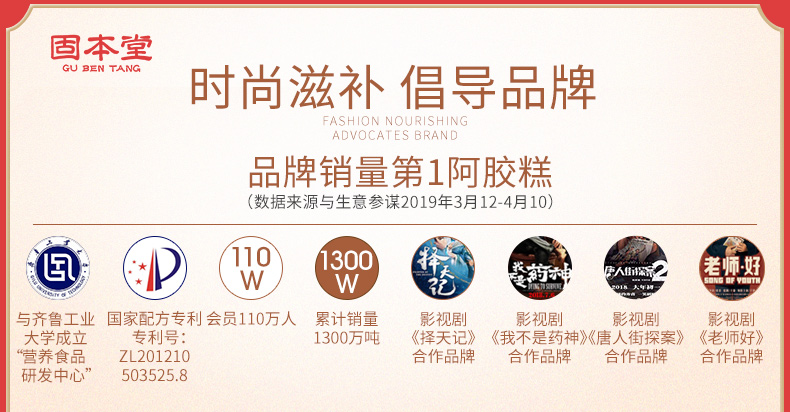 固本堂
GU BEN TANG
时尚滋补 倡导品牌
FASHION NOURISHING
ADVOCATES BRAND
品牌销量第1阿胶糕
（数据来源与生意参谋2019年3月12-4月10）
110
W
1300
W
择天记
我不是药神
DYING TO SURVIVE
唐人街探案2
2018 大年初一
老师·好
SONG OF YOUTH
与齐鲁工业
大学成立
“营养食品
研发中心”
国家配方专利
专利号：
ZL201210
503525.8
会员110万人
累计销量
1300万吨
影视剧
《择天记》
合作品牌
影视剧
《我不是药神》
合作品牌
影视剧
《唐人街探案》
合作品牌
影视剧
《老师好》
合作品牌